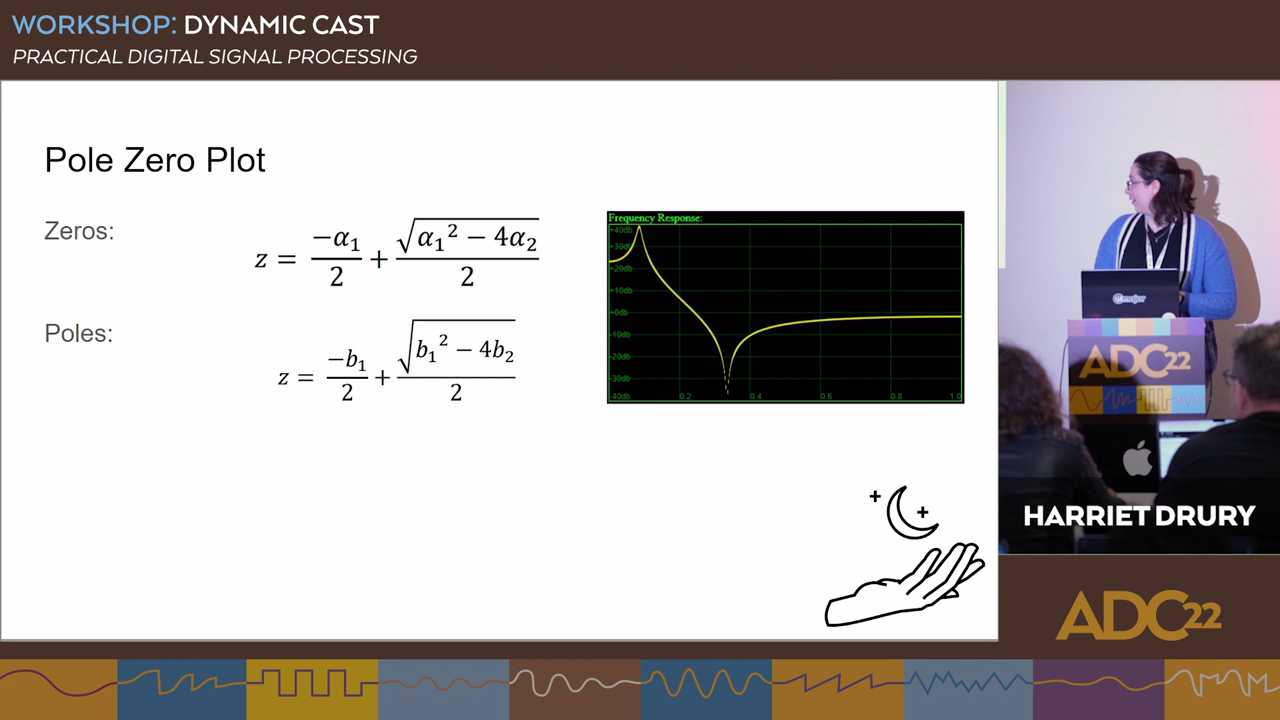 WORKSHOP: DYNAMIC CAST
PRACTICAL DIGITAL SIGNAL PROCESSING
Pole Zero Plot
Zeros:
z = −α₁/2 + √(α₁² − 4α₂)/2
Poles:
z = −b₁/2 + √(b₁² − 4b₂)/2
Frequency Response:
+40db
+30db
+20db
+10db
+0db
-10db
-20db
-30db
-40db
0.2 0.4 0.6 0.8 1.0
major
ADC22
HARRIET DRURY
ADC22